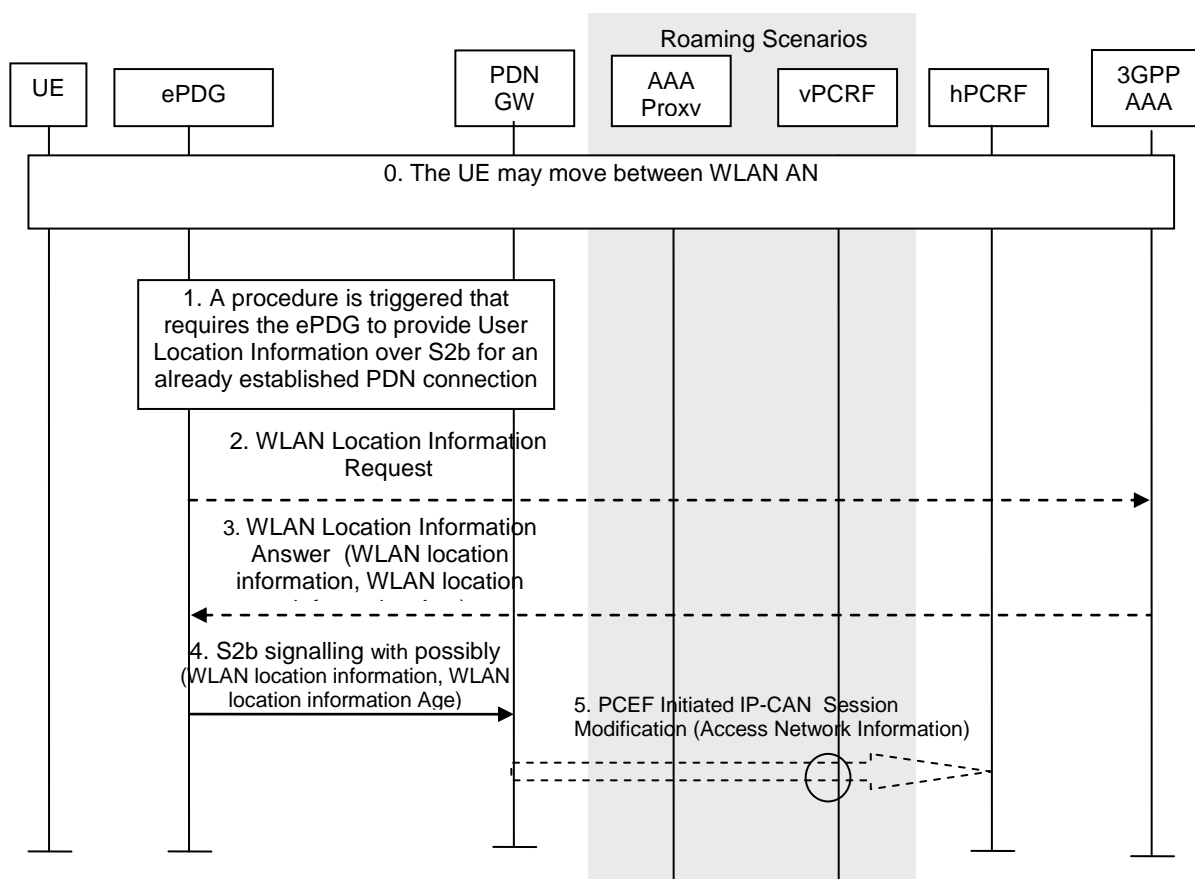 Roaming Scenarios
UE
ePDG
PDN
GW
AAA
Proxv
vPCRF
hPCRF
3GPP
AAA
0. The UE may move between WLAN AN
1. A procedure is triggered that
requires the ePDG to provide User
Location Information over S2b for an
already established PDN connection
2. WLAN Location Information
Request
3. WLAN Location Information
Answer (WLAN location
information, WLAN location
4. S2b signalling with possibly
(WLAN location information, WLAN
location information Age)
5. PCEF Initiated IP-CAN Session
Modification (Access Network Information)